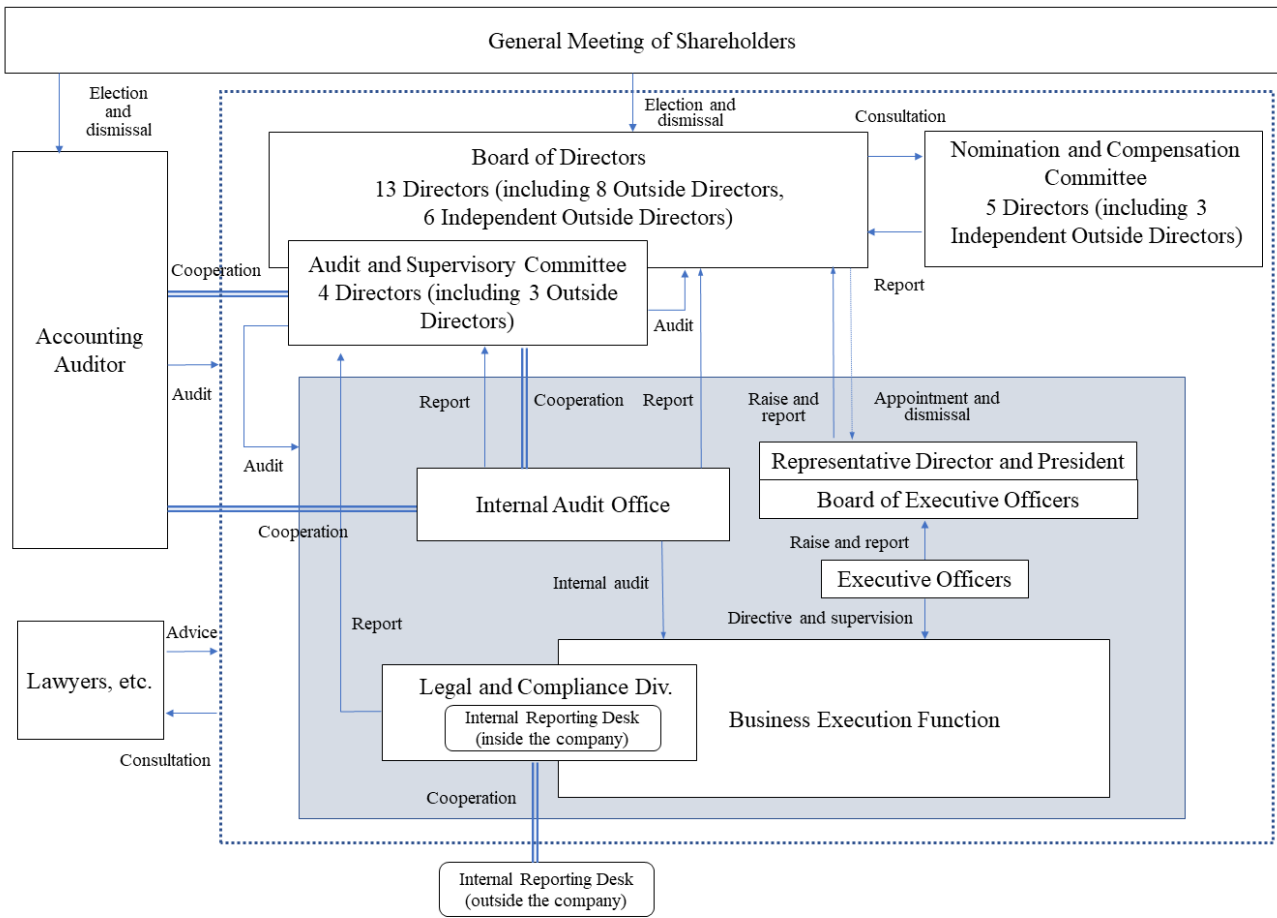 General Meeting of Shareholders
Election
and
dismissal
Election and
dismissal
Consultation
Board of Directors
13 Directors (including 8 Outside Directors,
6 Independent Outside Directors)
Nomination and Compensation
Committee
5 Directors (including 3
Independent Outside Directors)
Cooperation
Audit and Supervisory Committee
4 Directors (including 3 Outside
Directors)
Audit
Report
Accounting
Auditor
Audit
Report
Cooperation
Report
Raise and
report
Appointment and
dismissal
Audit
Representative Director and President
Board of Executive Officers
Internal Audit Office
Cooperation
Raise and report
Executive Officers
Internal audit
Directive and supervision
Report
Advice
Lawyers, etc.
Consultation
Legal and Compliance Div.
Internal Reporting Desk
(inside the company)
Business Execution Function
Cooperation
Internal Reporting Desk
(outside the company)